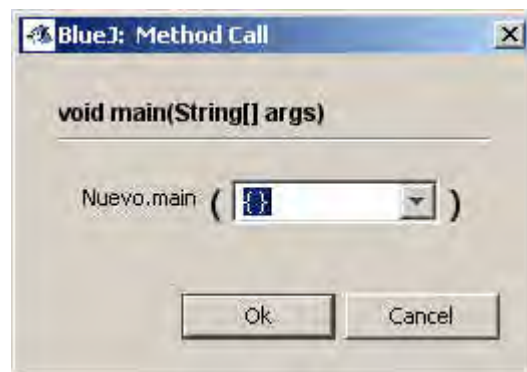 BlueJ: Method Call
void main(String[] args)
Nuevo.main ( {} )
Ok
Cancel